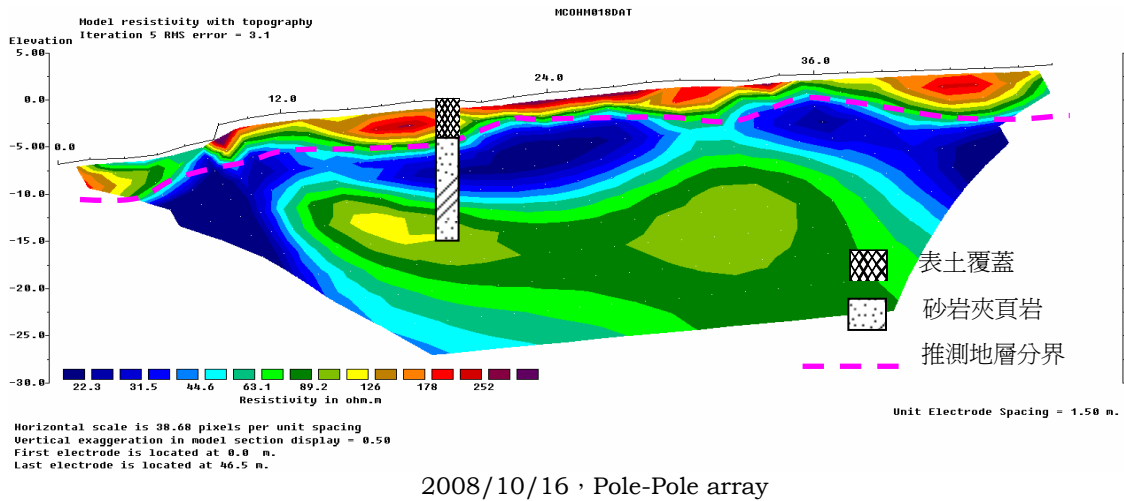 MCOHM018DAT
Model resistivity with topography
Iteration 5 RMS error = 3.1
Elevation
5.00
0.0
-5.00
-10.0
-15.0
-20.0
-25.0
-30.0
0.0
12.0
24.0
36.0
表土覆蓋
砂岩夾頁岩
推測地層分界
22.3 31.5 44.6 63.1 89.2 126 178 252
Resistivity in ohm.m
Unit Electrode Spacing = 1.50 m.
Horizontal scale is 38.68 pixels per unit spacing
Vertical exaggeration in model section display = 0.50
First electrode is located at 0.0 m.
Last electrode is located at 46.5 m.
2008/10/16，Pole-Pole array